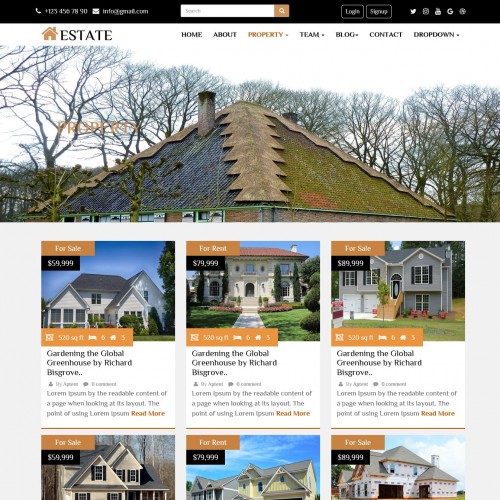 +123 456 78 90 info@gmail.com Search Login Signup
ESTATE HOME ABOUT PROPERTY TEAM BLOG CONTACT DROPDOWN
PROPERTY
For Sale
$59,999
520 sq ft 6 3
Gardening the Global
Greenhouse by Richard
Bisgrove..
By Aptent 0 comment
Lorem Ipsum by the readable content of
a page when looking at its layout. The
point of using Lorem Ipsum Read More
For Rent
$79,999
520 sq ft 6 3
Gardening the Global
Greenhouse by Richard
Bisgrove..
By Aptent 0 comment
Lorem Ipsum by the readable content of
a page when looking at its layout. The
point of using Lorem Ipsum Read More
For Sale
$89,999
520 sq ft 6 3
Gardening the Global
Greenhouse by Richard
Bisgrove..
By Aptent 0 comment
Lorem Ipsum by the readable content of
a page when looking at its layout. The
point of using Lorem Ipsum Read More
For Sale
$59,999
For Rent
$79,999
For Sale
$89,999